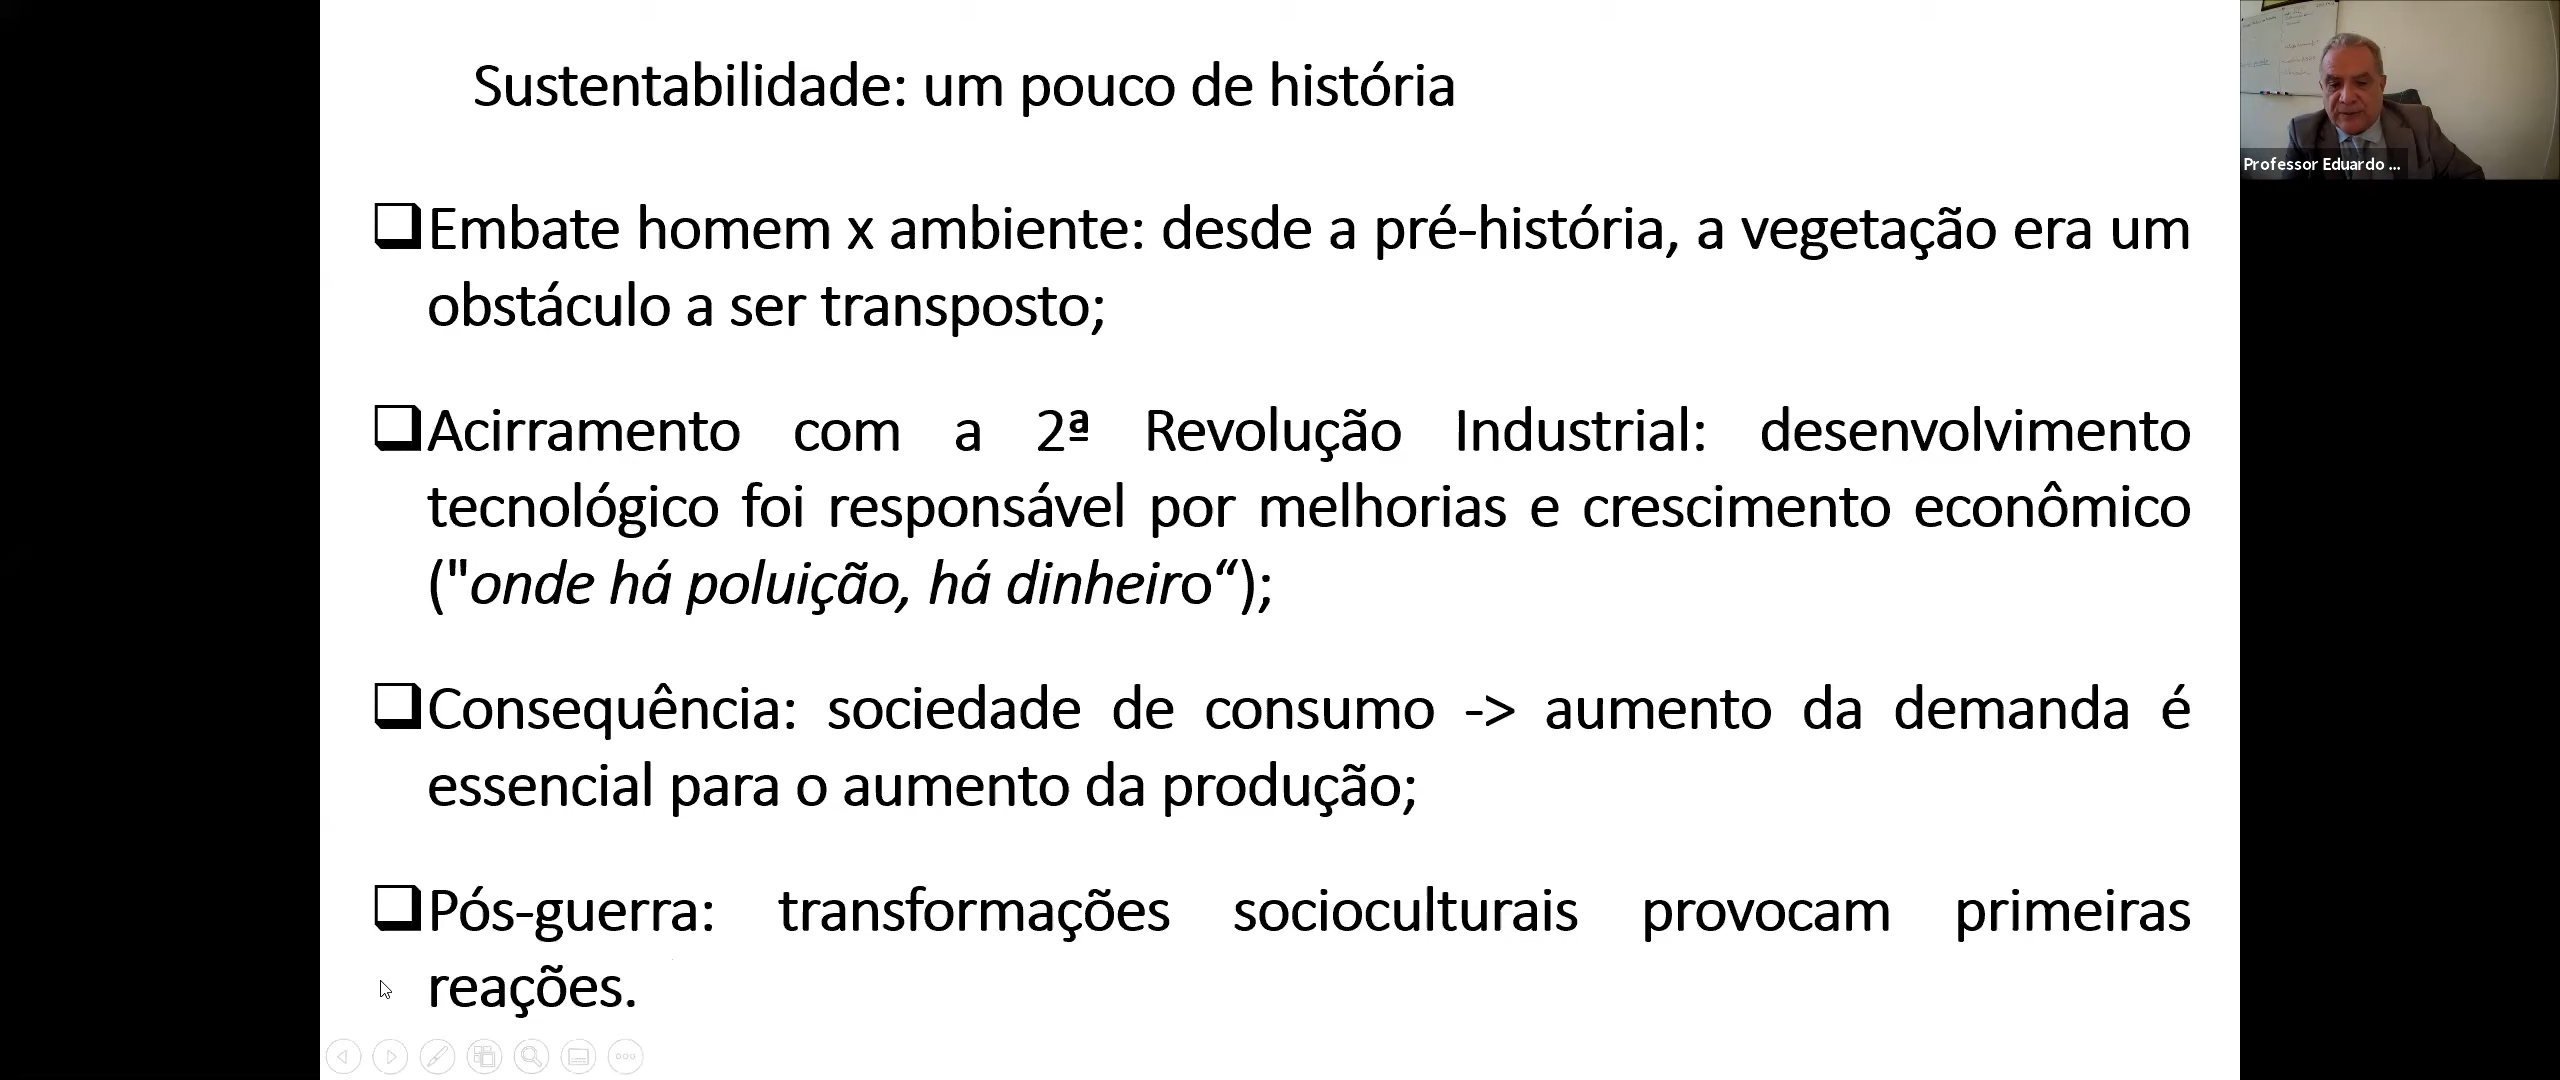 Sustentabilidade: um pouco de história
Embate homem x ambiente: desde a pré-história, a vegetação era um
obstáculo a ser transposto;
Acirramento com a 2ª Revolução Industrial: desenvolvimento
tecnológico foi responsável por melhorias e crescimento econômico
("onde há poluição, há dinheiro“);
Consequência: sociedade de consumo -> aumento da demanda é
essencial para o aumento da produção;
Pós-guerra: transformações socioculturais provocam primeiras
reações.
Professor Eduardo ...